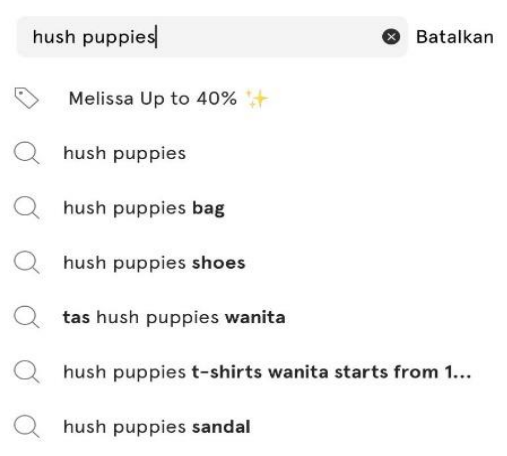 hush puppies Batalkan
Melissa Up to 40% ✨
hush puppies
hush puppies bag
hush puppies shoes
tas hush puppies wanita
hush puppies t-shirts wanita starts from 1...
hush puppies sandal